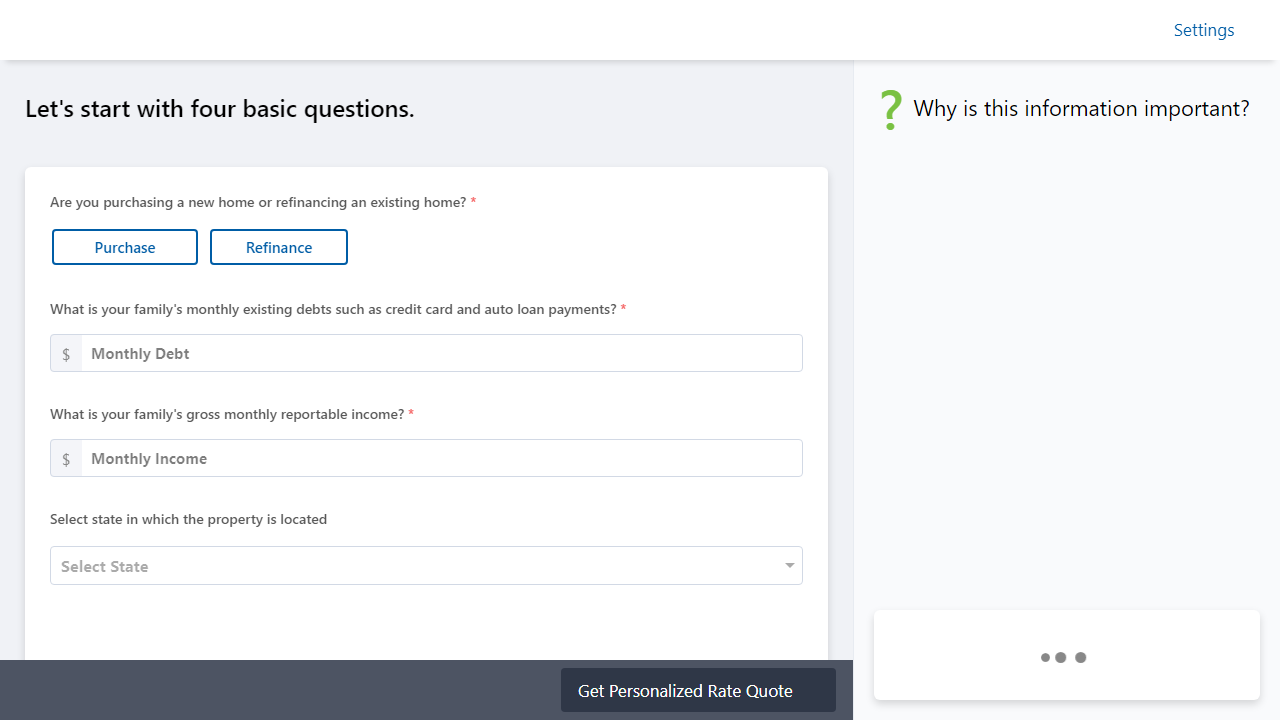 Settings
Let's start with four basic questions.
Are you purchasing a new home or refinancing an existing home? *
Purchase
Refinance
What is your family's monthly existing debts such as credit card and auto loan payments? *
$ Monthly Debt
What is your family's gross monthly reportable income? *
$ Monthly Income
Select state in which the property is located
Select State
Get Personalized Rate Quote
? Why is this information important?